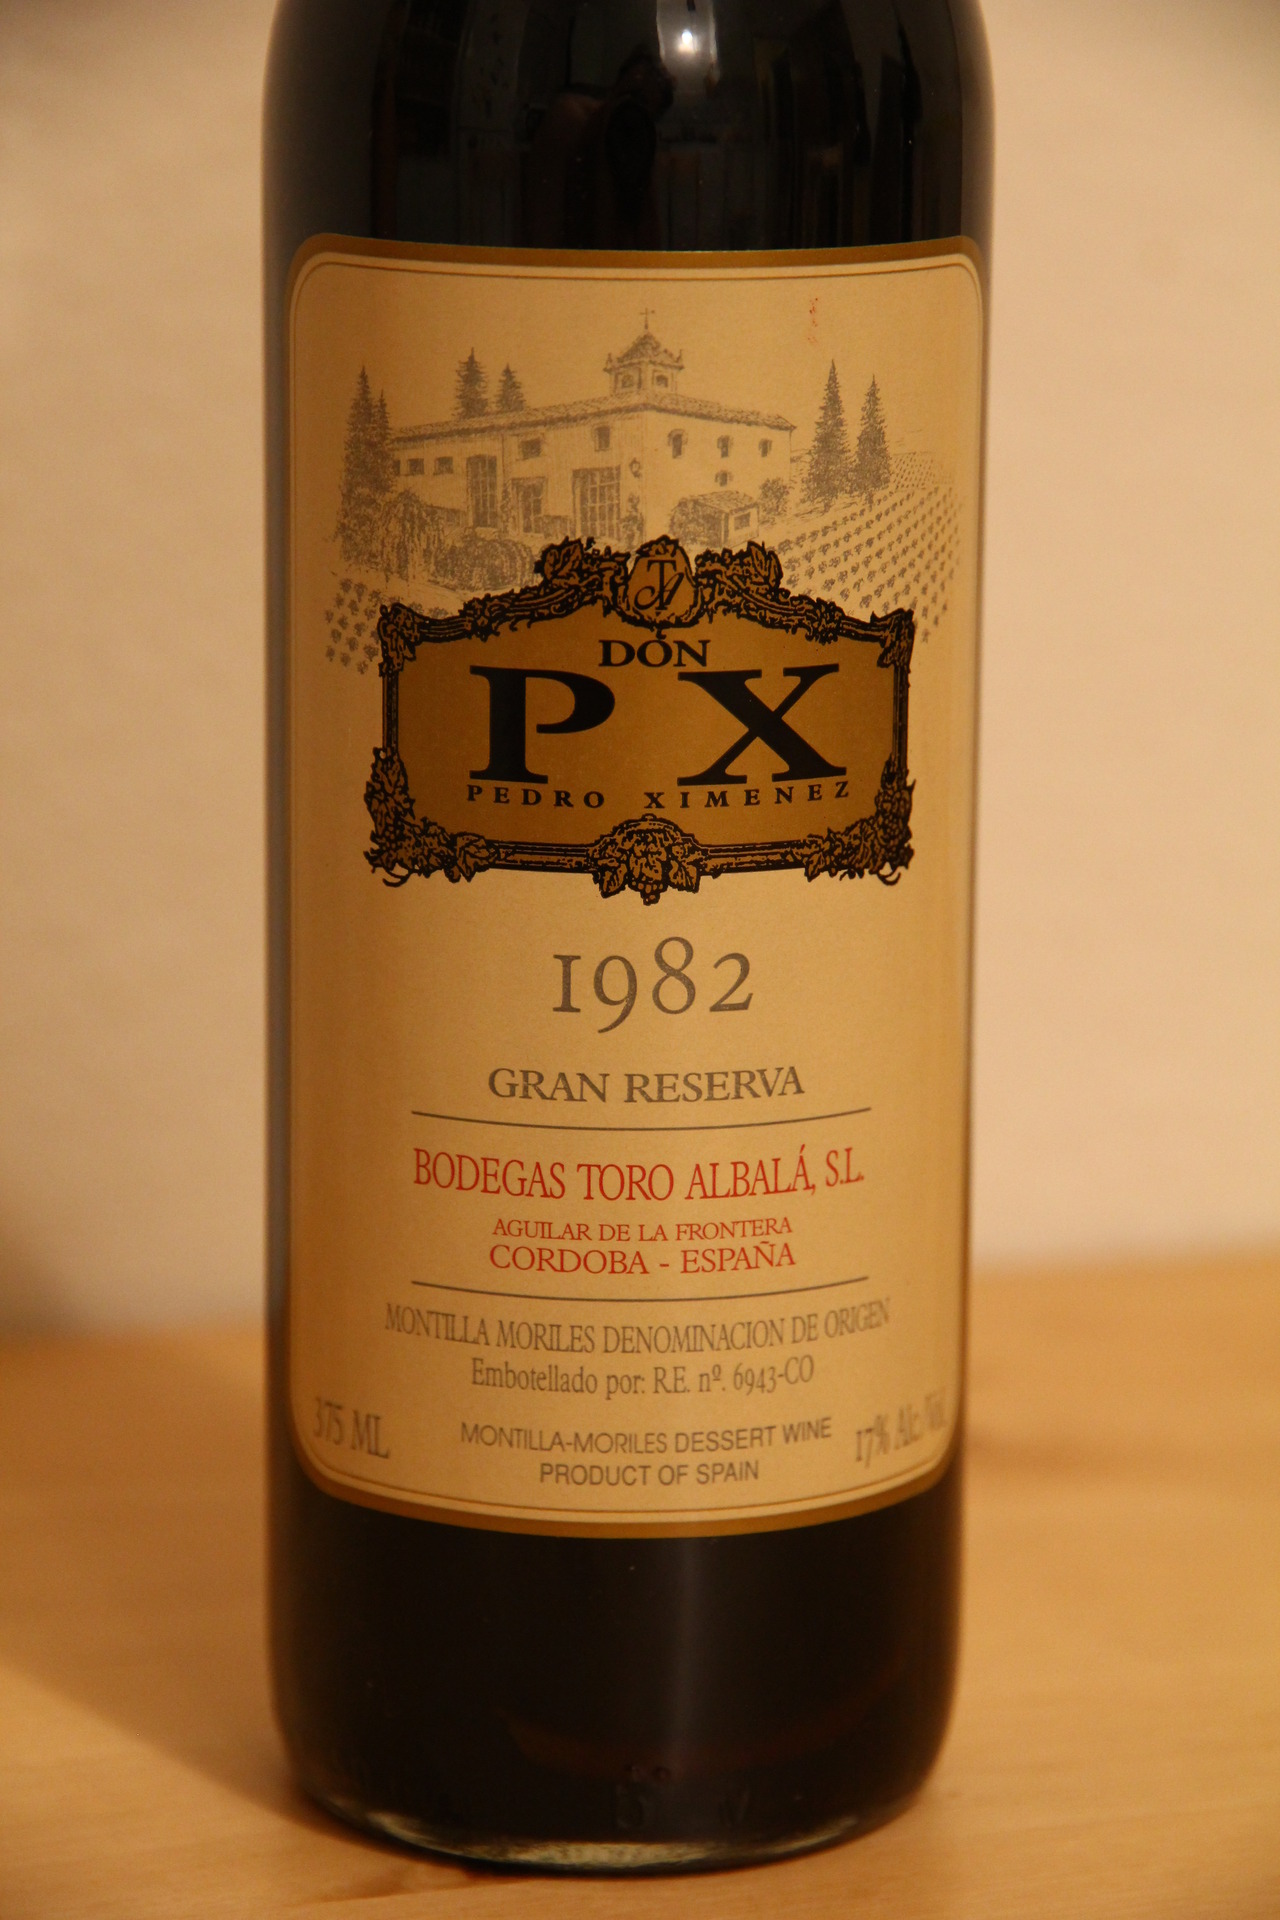 TA
DON
PX
PEDRO XIMENEZ
1982
GRAN RESERVA
BODEGAS TORO ALBALÁ, S.L.
AGUILAR DE LA FRONTERA
CORDOBA - ESPAÑA
MONTILLA MORILES DENOMINACION DE ORIGEN
Embotellado por: R.E. nº. 6943-CO
375 ML
MONTILLA-MORILES DESSERT WINE
PRODUCT OF SPAIN
17% Alc./Vol.